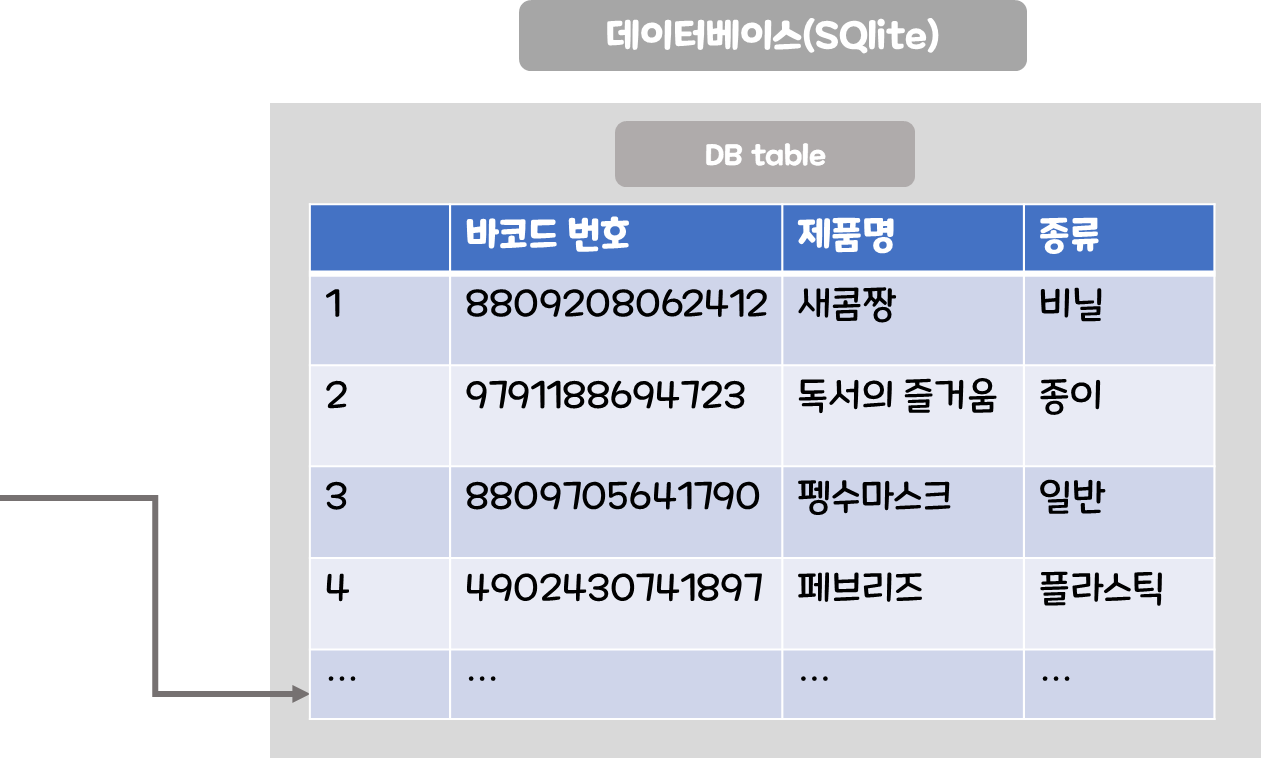 데이터베이스(SQlite)
DB table
바코드 번호 제품명 종류
1 8809208062412 새콤짱 비닐
2 9791188694723 독서의 즐거움 종이
3 8809705641790 펭수마스크 일반
4 4902430741897 페브리즈 플라스틱
... ... ... ...